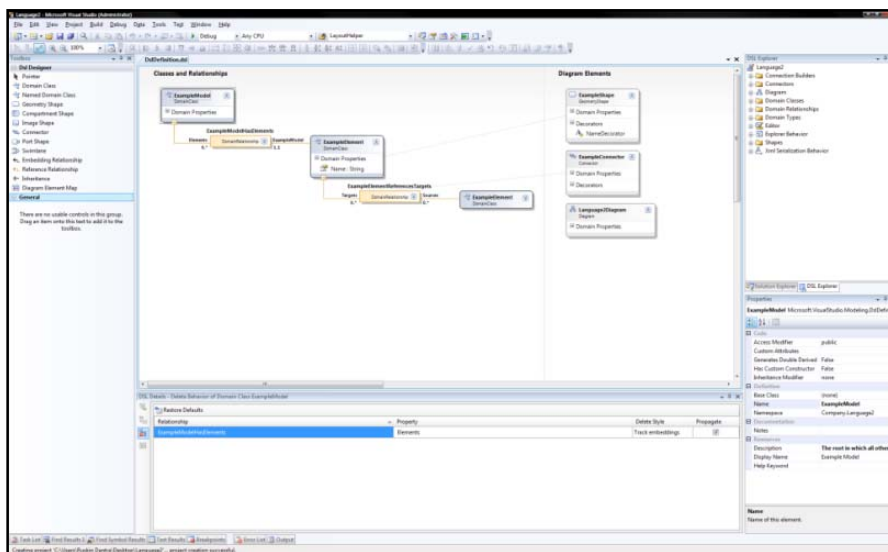 Language2 - Microsoft Visual Studio (Administrator)
File Edit View Project Build Debug Data Tools Test Window Help
Debug Any CPU LayoutHelper
100%
Toolbox
Dsl Designer
Pointer
Domain Class
Named Domain Class
Geometry Shape
Compartment Shape
Image Shape
Connector
Port Shape
Swimlane
Embedding Relationship
Reference Relationship
Inheritance
Diagram Element Map
General
There are no usable controls in this group.
Drag an item onto this text to add it to the
toolbox.
DslDefinition.dsl
Classes and Relationships
Diagram Elements
ExampleModel
DomainClass
Domain Properties
ExampleModelHasElements
Elements DomainRelationship ExampleModel
0..* 1..1
ExampleElement
DomainClass
Domain Properties
Name : String
ExampleElementReferencesTargets
Targets DomainRelationship Sources
0..* 0..*
ExampleElement
DomainClass
ExampleShape
GeometryShape
Domain Properties
Decorators
NameDecorator
ExampleConnector
Connector
Domain Properties
Decorators
Language2Diagram
Diagram
Domain Properties
DSL Explorer
Language2
Connection Builders
Connectors
Diagram
Domain Classes
Domain Relationships
Domain Types
Editor
Explorer Behavior
Shapes
Xml Serialization Behavior
Solution Explorer DSL Explorer
Properties
ExampleModel Microsoft.VisualStudio.Modeling.DslDefi
Code
Access Modifier public
Custom Attributes
Generates Double Derived False
Has Custom Constructor False
Inheritance Modifier none
Definition
Base Class (none)
Name ExampleModel
Namespace Company.Language2
Documentation
Notes
Resources
Description The root in which all other
Display Name Example Model
Help Keyword
Name
Name of this element.
DSL Details - Delete Behavior of Domain Class ExampleModel
Restore Defaults
Relationship Property Delete Style Propagate
ExampleModelHasElements Elements Track embeddings
Task List Find Results 1 Find Symbol Results Test Results Breakpoints Error List Output